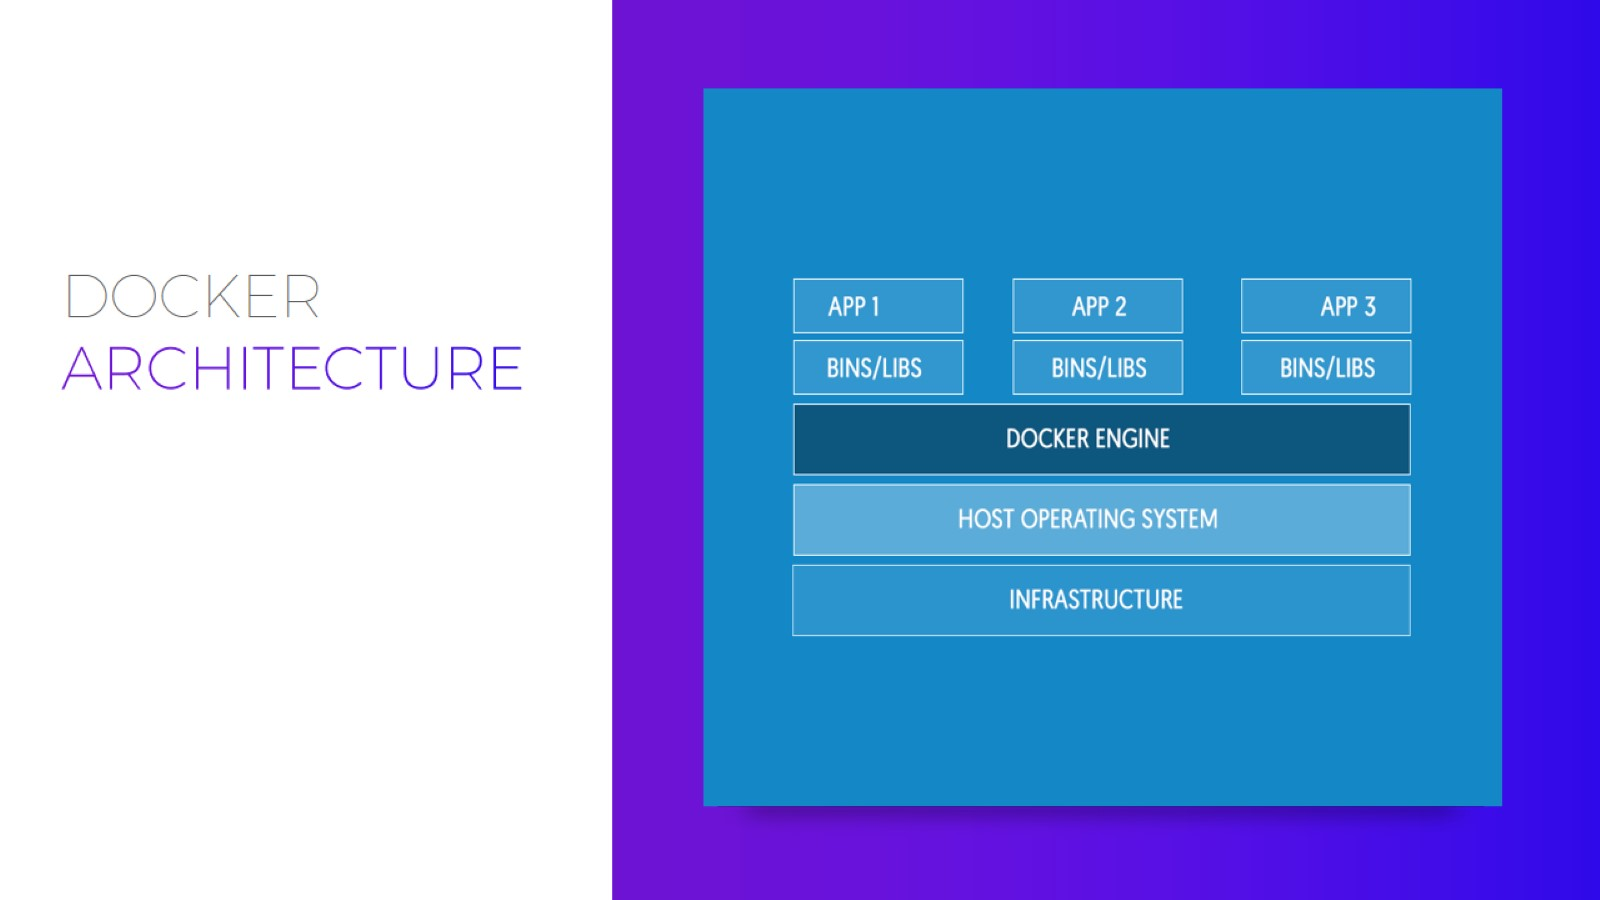 DOCKER
ARCHITECTURE
APP 1
APP 2
APP 3
BINS/LIBS
BINS/LIBS
BINS/LIBS
DOCKER ENGINE
HOST OPERATING SYSTEM
INFRASTRUCTURE